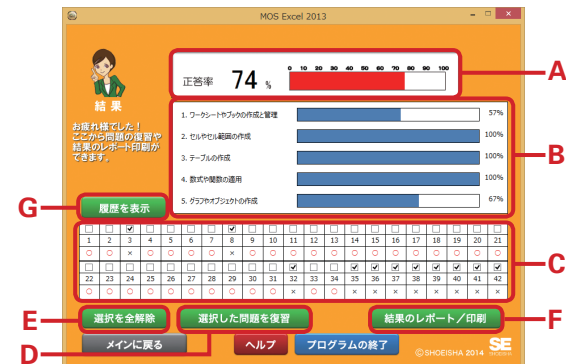 MOS Excel 2013
正答率 74 %
0 10 20 30 40 50 60 70 80 90 100
A
結果
お疲れ様でした！
ここから問題の復習や
結果のレポート印刷が
できます。
1. ワークシートやブックの作成と管理 57%
2. セルやセル範囲の作成 100%
3. テーブルの作成 100%
4. 数式や関数の適用 100%
5. グラフやオブジェクトの作成 67%
B
G
履歴を表示
1 2 3 4 5 6 7 8 9 10 11 12 13 14 15 16 17 18 19 20 21
○ ○ × ○ ○ ○ ○ × ○ ○ ○ ○ ○ ○ ○ ○ ○ ○ ○ ○ ○
22 23 24 25 26 27 28 29 30 31 32 33 34 35 36 37 38 39 40 41 42
○ ○ ○ ○ ○ ○ ○ ○ ○ ○ × ○ ○ × × × × × × × ×
C
E
選択を全解除
選択した問題を復習
結果のレポート／印刷
F
D
メインに戻る
ヘルプ
プログラムの終了
©SHOEISHA 2014
SE
SHOEISHA